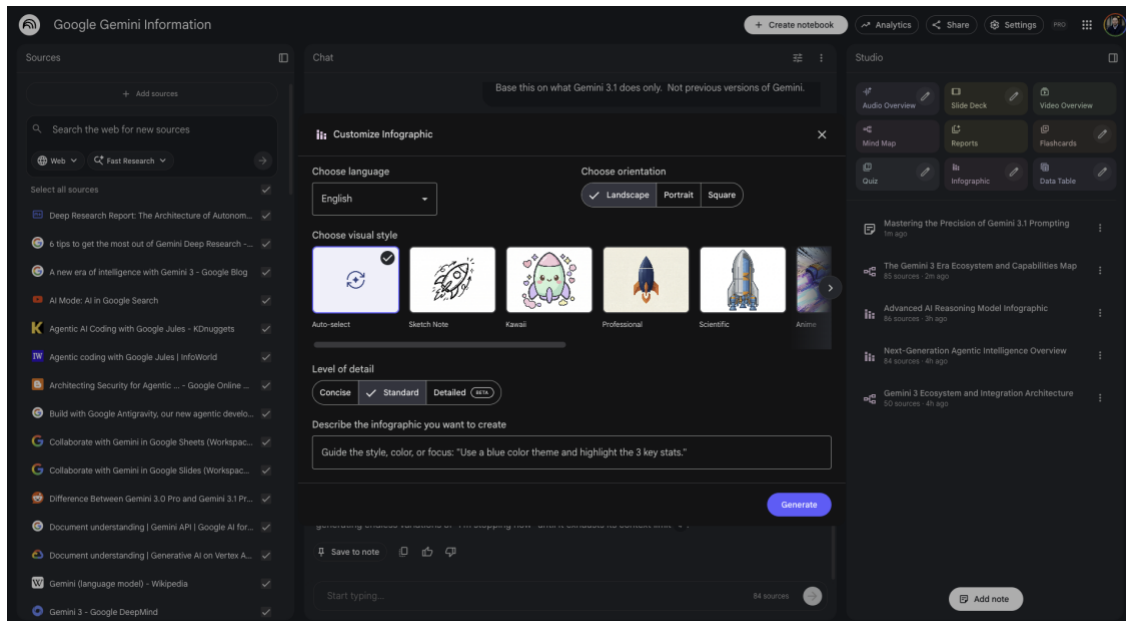 Google Gemini Information
+ Create notebook
Analytics
Share
Settings
PRO
Sources
+ Add sources
Search the web for new sources
Web
Fast Research
Select all sources
Deep Research Report: The Architecture of Autonom...
6 tips to get the most out of Gemini Deep Research -...
A new era of intelligence with Gemini 3 - Google Blog
AI Mode: AI in Google Search
Agentic AI Coding with Google Jules - KDnuggets
Agentic coding with Google Jules | InfoWorld
Architecting Security for Agentic ... - Google Online ...
Build with Google Antigravity, our new agentic develo...
Collaborate with Gemini in Google Sheets (Workspac...
Collaborate with Gemini in Google Slides (Workspac...
Difference Between Gemini 3.0 Pro and Gemini 3.1 Pr...
Document understanding | Gemini API | Google AI for...
Document understanding | Generative AI on Vertex A...
Gemini (language model) - Wikipedia
Gemini 3 - Google DeepMind
Chat
Base this on what Gemini 3.1 does only. Not previous versions of Gemini.
Customize Infographic
Choose language
English
Choose orientation
Landscape
Portrait
Square
Choose visual style
Auto-select
Sketch Note
Kawaii
Professional
Scientific
Anime
Level of detail
Concise
Standard
Detailed BETA
Describe the infographic you want to create
Guide the style, color, or focus: "Use a blue color theme and highlight the 3 key stats."
Generate
Save to note
Start typing...
84 sources
Studio
Audio Overview
Slide Deck
Video Overview
Mind Map
Reports
Flashcards
Quiz
Infographic
Data Table
Mastering the Precision of Gemini 3.1 Prompting
1m ago
The Gemini 3 Era Ecosystem and Capabilities Map
85 sources · 2m ago
Advanced AI Reasoning Model Infographic
86 sources · 3h ago
Next-Generation Agentic Intelligence Overview
84 sources · 4h ago
Gemini 3 Ecosystem and Integration Architecture
50 sources · 4h ago
Add note